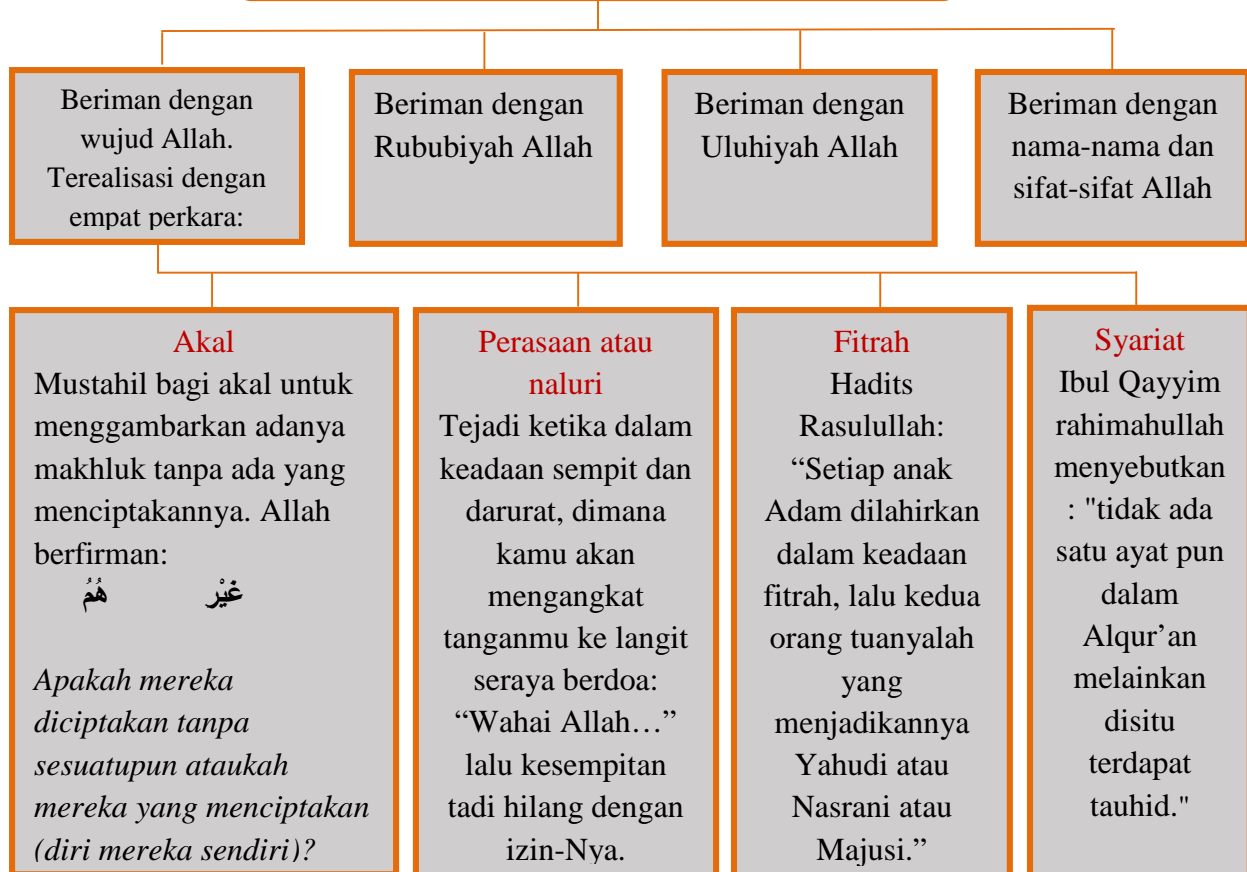 Beriman dengan
wujud Allah.
Terealisasi dengan
empat perkara:
Beriman dengan
Rububiyah Allah
Beriman dengan
Uluhiyah Allah
Beriman dengan
nama-nama dan
sifat-sifat Allah
Akal
Mustahil bagi akal untuk
menggambarkan adanya
makhluk tanpa ada yang
menciptakannya. Allah
berfirman:
غَيْرِ هُمُ
Apakah mereka
diciptakan tanpa
sesuatupun ataukah
mereka yang menciptakan
(diri mereka sendiri)?
Perasaan atau
naluri
Tejadi ketika dalam
keadaan sempit dan
darurat, dimana
kamu akan
mengangkat
tanganmu ke langit
seraya berdoa:
“Wahai Allah…”
lalu kesempitan
tadi hilang dengan
izin-Nya.
Fitrah
Hadits
Rasulullah:
“Setiap anak
Adam dilahirkan
dalam keadaan
fitrah, lalu kedua
orang tuanyalah
yang
menjadikannya
Yahudi atau
Nasrani atau
Majusi.”
Syariat
Ibul Qayyim
rahimahullah
menyebutkan
: "tidak ada
satu ayat pun
dalam
Alqur’an
melainkan
disitu
terdapat
tauhid."